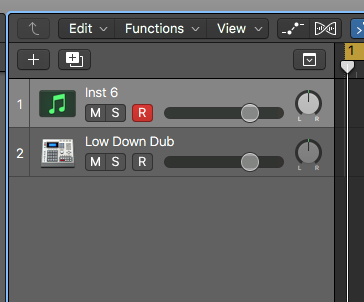 Edit Functions View
1
1 Inst 6
M S R
L R
2 Low Down Dub
M S R
L R